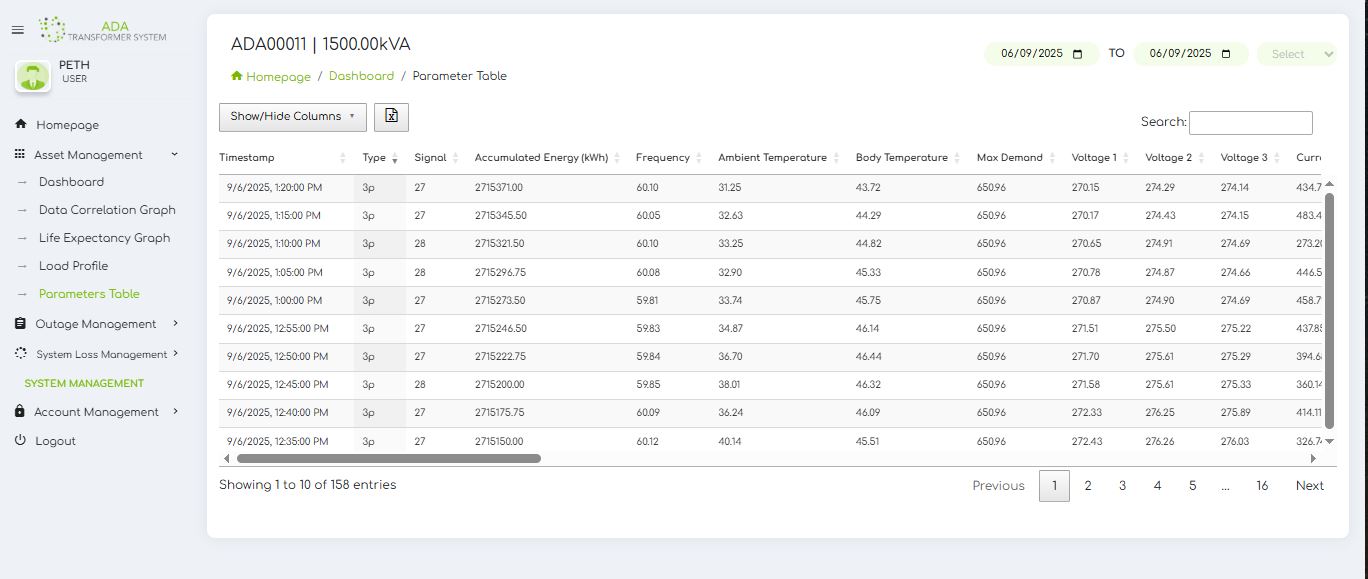 ADA
TRANSFORMER SYSTEM
PETH
USER
Homepage
Asset Management
Dashboard
Data Correlation Graph
Life Expectancy Graph
Load Profile
Parameters Table
Outage Management
System Loss Management
SYSTEM MANAGEMENT
Account Management
Logout
ADA00011 | 1500.00kVA
06/09/2025 TO 06/09/2025 Select
Homepage / Dashboard / Parameter Table
Show/Hide Columns
Search:
Timestamp Type Signal Accumulated Energy (kWh) Frequency Ambient Temperature Body Temperature Max Demand Voltage 1 Voltage 2 Voltage 3 Curr
9/6/2025, 1:20:00 PM 3p 27 2715371.00 60.10 31.25 43.72 650.96 270.15 274.29 274.14 434.7
9/6/2025, 1:15:00 PM 3p 27 2715345.50 60.05 32.63 44.29 650.96 270.17 274.43 274.15 483.4
9/6/2025, 1:10:00 PM 3p 28 2715321.50 60.10 33.25 44.82 650.96 270.65 274.91 274.69 273.20
9/6/2025, 1:05:00 PM 3p 28 2715296.75 60.08 32.90 45.33 650.96 270.78 274.87 274.66 446.5
9/6/2025, 1:00:00 PM 3p 27 2715273.50 59.81 33.74 45.75 650.96 270.87 274.90 274.69 458.7
9/6/2025, 12:55:00 PM 3p 27 2715246.50 59.83 34.87 46.14 650.96 271.51 275.50 275.22 437.85
9/6/2025, 12:50:00 PM 3p 27 2715222.75 59.84 36.70 46.44 650.96 271.70 275.61 275.29 394.6
9/6/2025, 12:45:00 PM 3p 28 2715200.00 59.85 38.01 46.32 650.96 271.58 275.61 275.33 360.14
9/6/2025, 12:40:00 PM 3p 27 2715175.75 60.09 36.24 46.09 650.96 272.33 276.25 275.89 414.11
9/6/2025, 12:35:00 PM 3p 27 2715150.00 60.12 40.14 45.51 650.96 272.43 276.26 276.03 326.7
Showing 1 to 10 of 158 entries
Previous 1 2 3 4 5 ... 16 Next